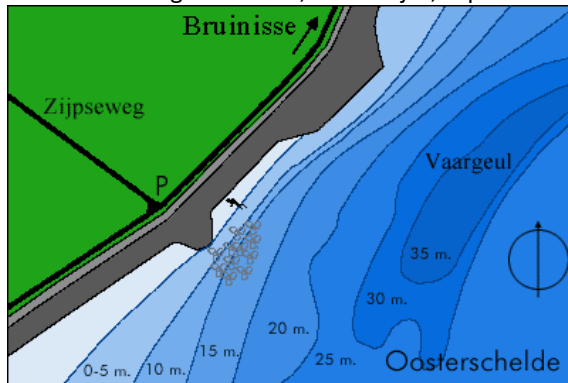 Bruinisse
Zijpseweg
P
Vaargeul
35 m.
30 m.
20 m.
15 m.
25 m.
10 m.
0-5 m.
Oosterschelde